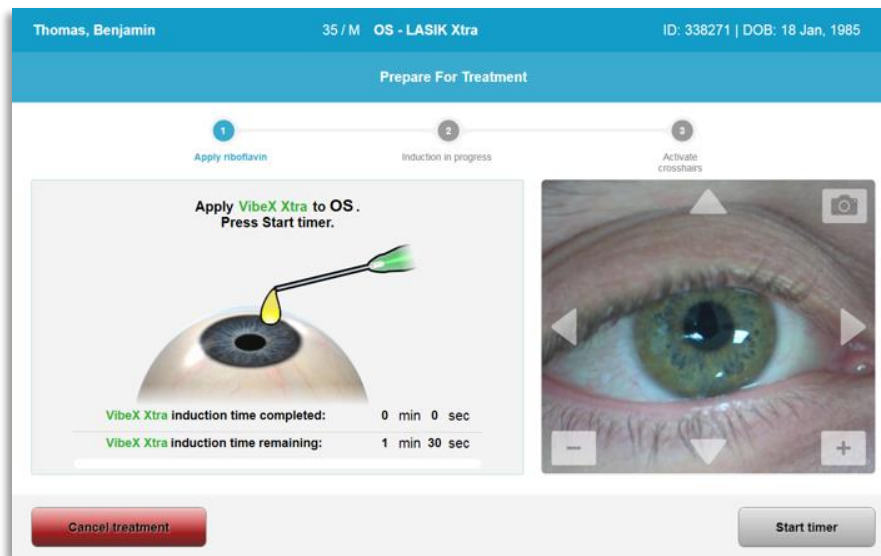 Thomas, Benjamin 35 / M OS - LASIK Xtra ID: 338271 | DOB: 18 Jan, 1985
Prepare For Treatment
1 2 3
Apply riboflavin Induction in progress Activate
crosshairs
Apply VibeX Xtra to OS.
Press Start timer.
VibeX Xtra induction time completed: 0 min 0 sec
VibeX Xtra induction time remaining: 1 min 30 sec
Cancel treatment Start timer